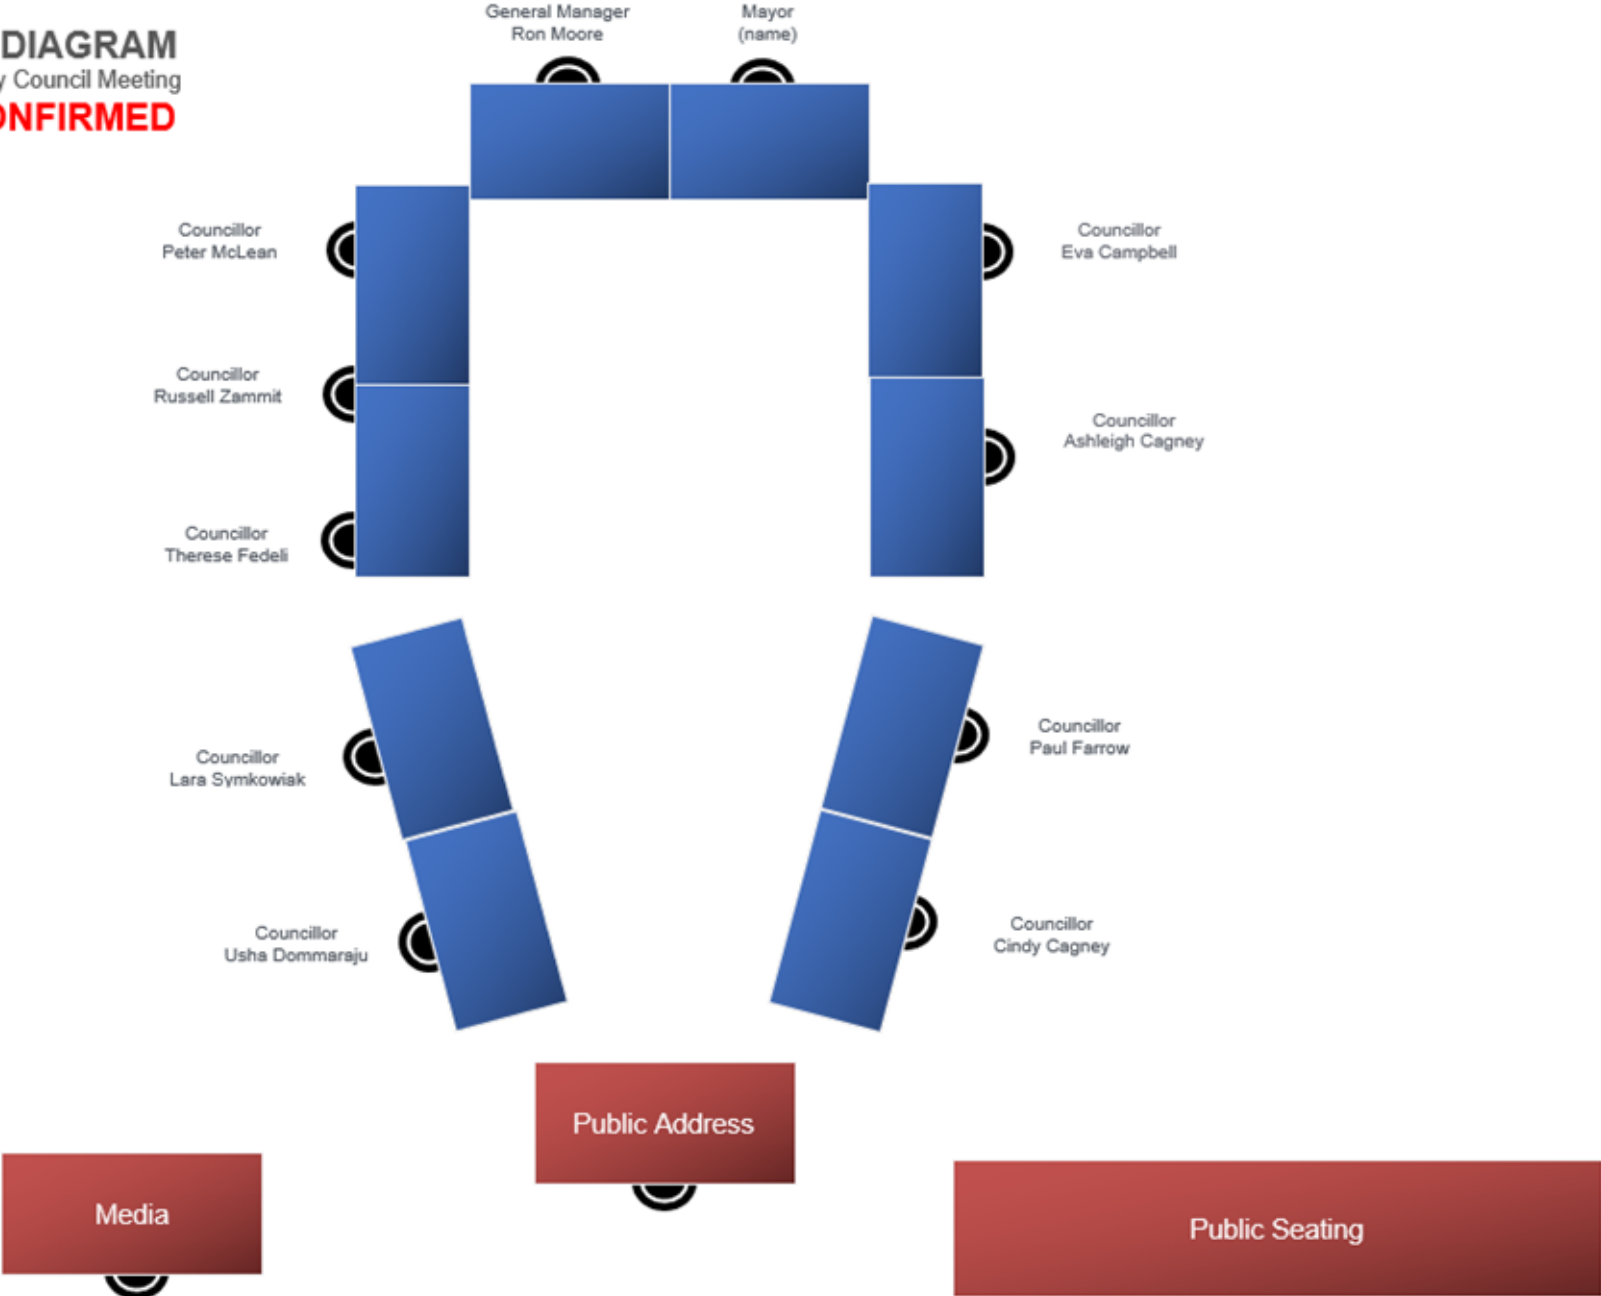 DIAGRAM
y Council Meeting
ONFIRMED
General Manager
Ron Moore
Mayor
(name)
Councillor
Peter McLean
Councillor
Eva Campbell
Councillor
Russell Zammit
Councillor
Ashleigh Cagney
Councillor
Therese Fedeli
Councillor
Lara Symkowiak
Councillor
Paul Farrow
Councillor
Usha Dommaraju
Councillor
Cindy Cagney
Public Address
Media
Public Seating